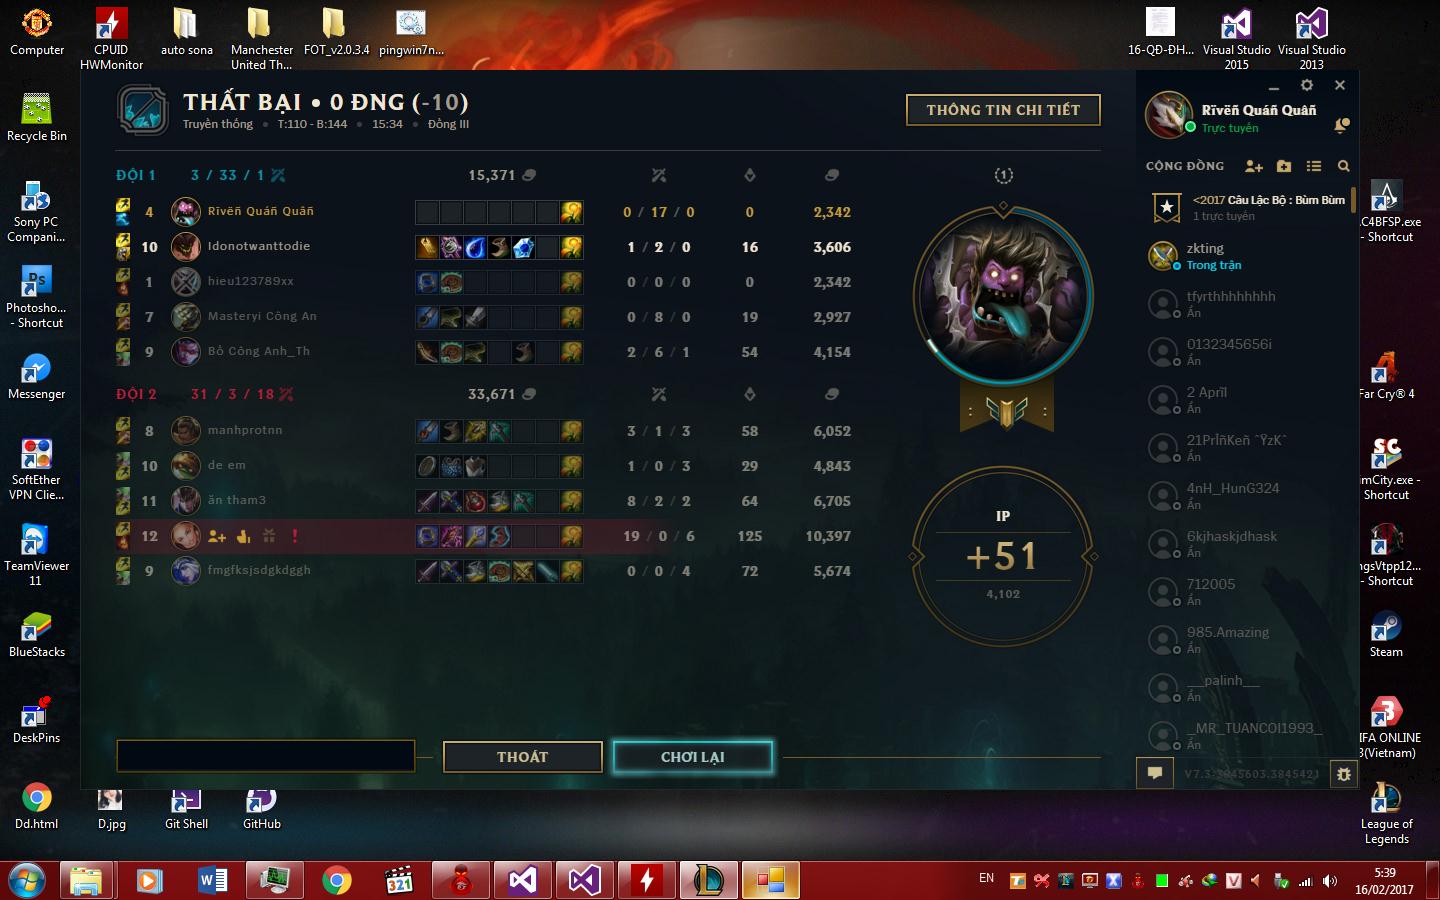 Computer
CPUID
HWMonitor
auto sona
Manchester
United Th...
FOT_v2.0.3.4
pingwin7n...
16-QĐ-ĐH...
Visual Studio
2015
Visual Studio
2013
Recycle Bin
Sony PC
Compani...
Photosho...
- Shortcut
Messenger
SoftEther
VPN Clie...
TeamViewer
11
BlueStacks
DeskPins
Dd.html
D.jpg
Git Shell
GitHub
THẤT BẠI • 0 ĐNG (-10)
Truyền thống • T:110 - B:144 • 15:34 • Đồng III
THÔNG TIN CHI TIẾT
ĐỘI 1 3 / 33 / 1 15,371
4 Rĩvëñ Quáñ Quâñ 0 / 17 / 0 0 2,342
10 Idonotwanttodie 1 / 2 / 0 16 3,606
1 hieu123789xx 0 / 0 / 0 0 2,342
7 Masteryi Công An 0 / 8 / 0 19 2,927
9 Bồ Công Anh_Th 2 / 6 / 1 54 4,154
ĐỘI 2 31 / 3 / 18 33,671
8 manhprotnn 3 / 1 / 3 58 6,052
10 de em 1 / 0 / 3 29 4,843
11 ăn tham3 8 / 2 / 2 64 6,705
12 19 / 0 / 6 125 10,397
9 fmgfksjsdgkdggh 0 / 0 / 4 72 5,674
1
IP
+51
4,102
THOÁT
CHƠI LẠI
Rĩvëñ Quáñ Quâñ
Trực tuyến
CỘNG ĐỒNG
<2017 Câu Lạc Bộ : Bùm Bùm
1 trực tuyến
zkting
Trong trận
tfyrthhhhhhhh
Ẩn
0132345656i
Ẩn
2 Aprĩl
Ẩn
Ẩn
4nH_HunG324
Ẩn
6kjhaskjdhask
Ẩn
712005
Ẩn
985.Amazing
Ẩn
__palinh__
Ẩn
_MR_TUANCOI1993_
Ẩn
C4BFSP.exe
- Shortcut
Far Cry® 4
imCity.exe -
Shortcut
ngsVtpp12...
- Shortcut
Steam
IFA ONLINE
3(Vietnam)
League of
Legends
EN
5:39
16/02/2017